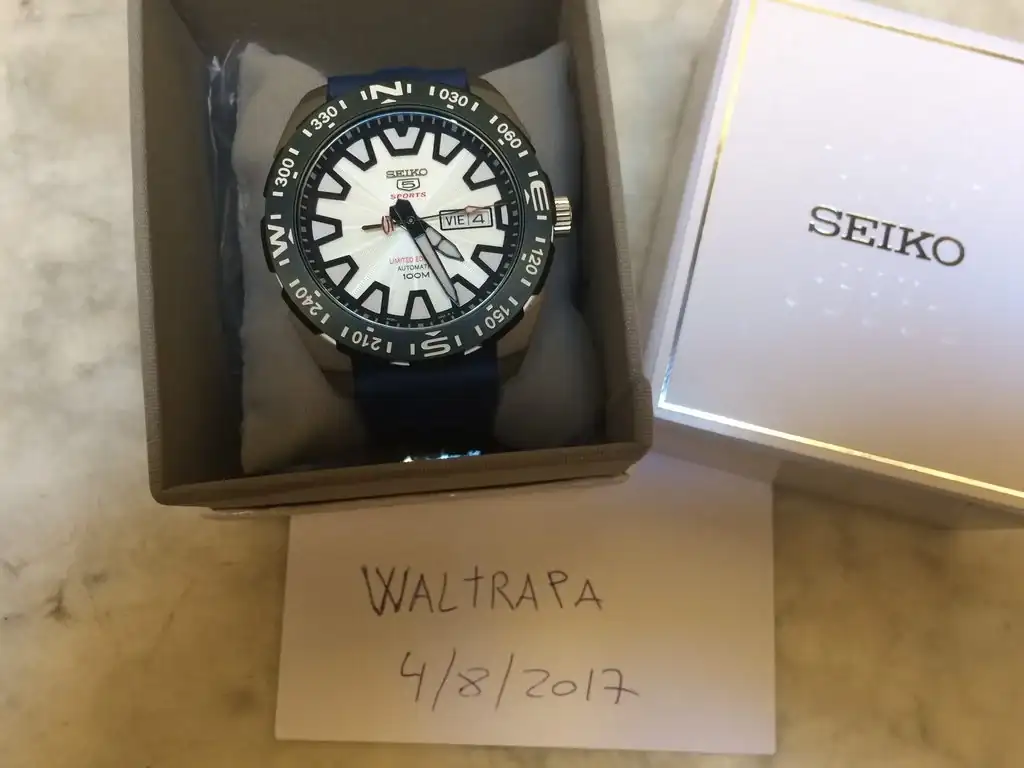 N
030
060
E
120
150
S
210
240
W
300
330
SEIKO
5
SPORTS
VIE 4
LIMITED
100M
SEIKO
WALTRAPA
4/8/2017